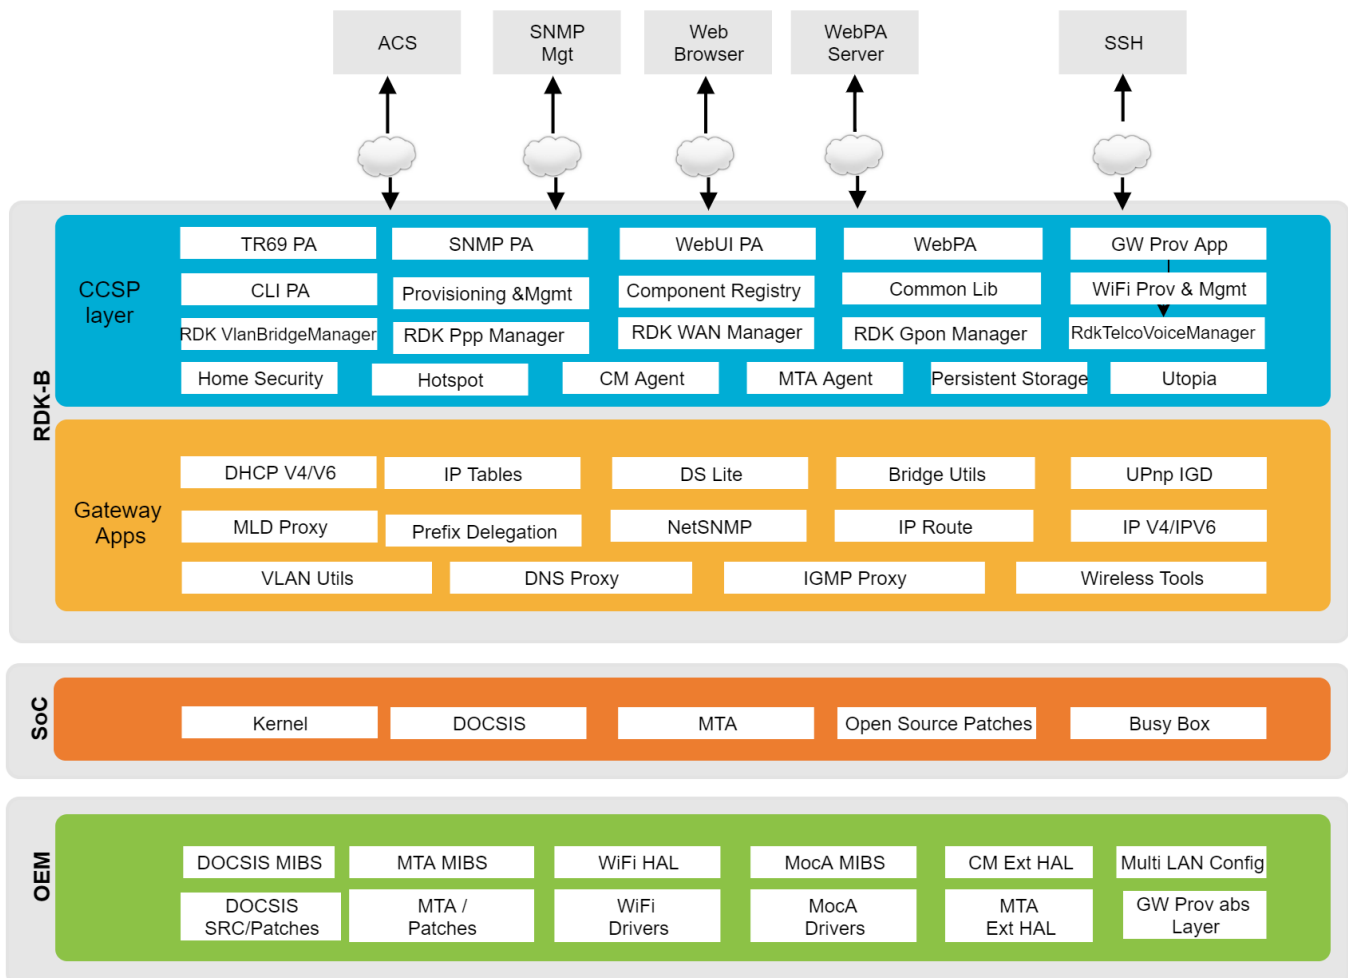 ACS
SNMP
Mgt
Web
Browser
WebPA
Server
SSH
RDK-B
CCSP
layer
TR69 PA
SNMP PA
WebUI PA
WebPA
GW Prov App
CLI PA
Provisioning &Mgmt
Component Registry
Common Lib
WiFi Prov & Mgmt
RDK VlanBridgeManager
RDK Ppp Manager
RDK WAN Manager
RDK Gpon Manager
RdkTelcoVoiceManager
Home Security
Hotspot
CM Agent
MTA Agent
Persistent Storage
Utopia
Gateway
Apps
DHCP V4/V6
IP Tables
DS Lite
Bridge Utils
UPnp IGD
MLD Proxy
Prefix Delegation
NetSNMP
IP Route
IP V4/IPV6
VLAN Utils
DNS Proxy
IGMP Proxy
Wireless Tools
SoC
Kernel
DOCSIS
MTA
Open Source Patches
Busy Box
OEM
DOCSIS MIBS
MTA MIBS
WiFi HAL
MocA MIBS
CM Ext HAL
Multi LAN Config
DOCSIS
SRC/Patches
MTA /
Patches
WiFi
Drivers
MocA
Drivers
MTA
Ext HAL
GW Prov abs
Layer